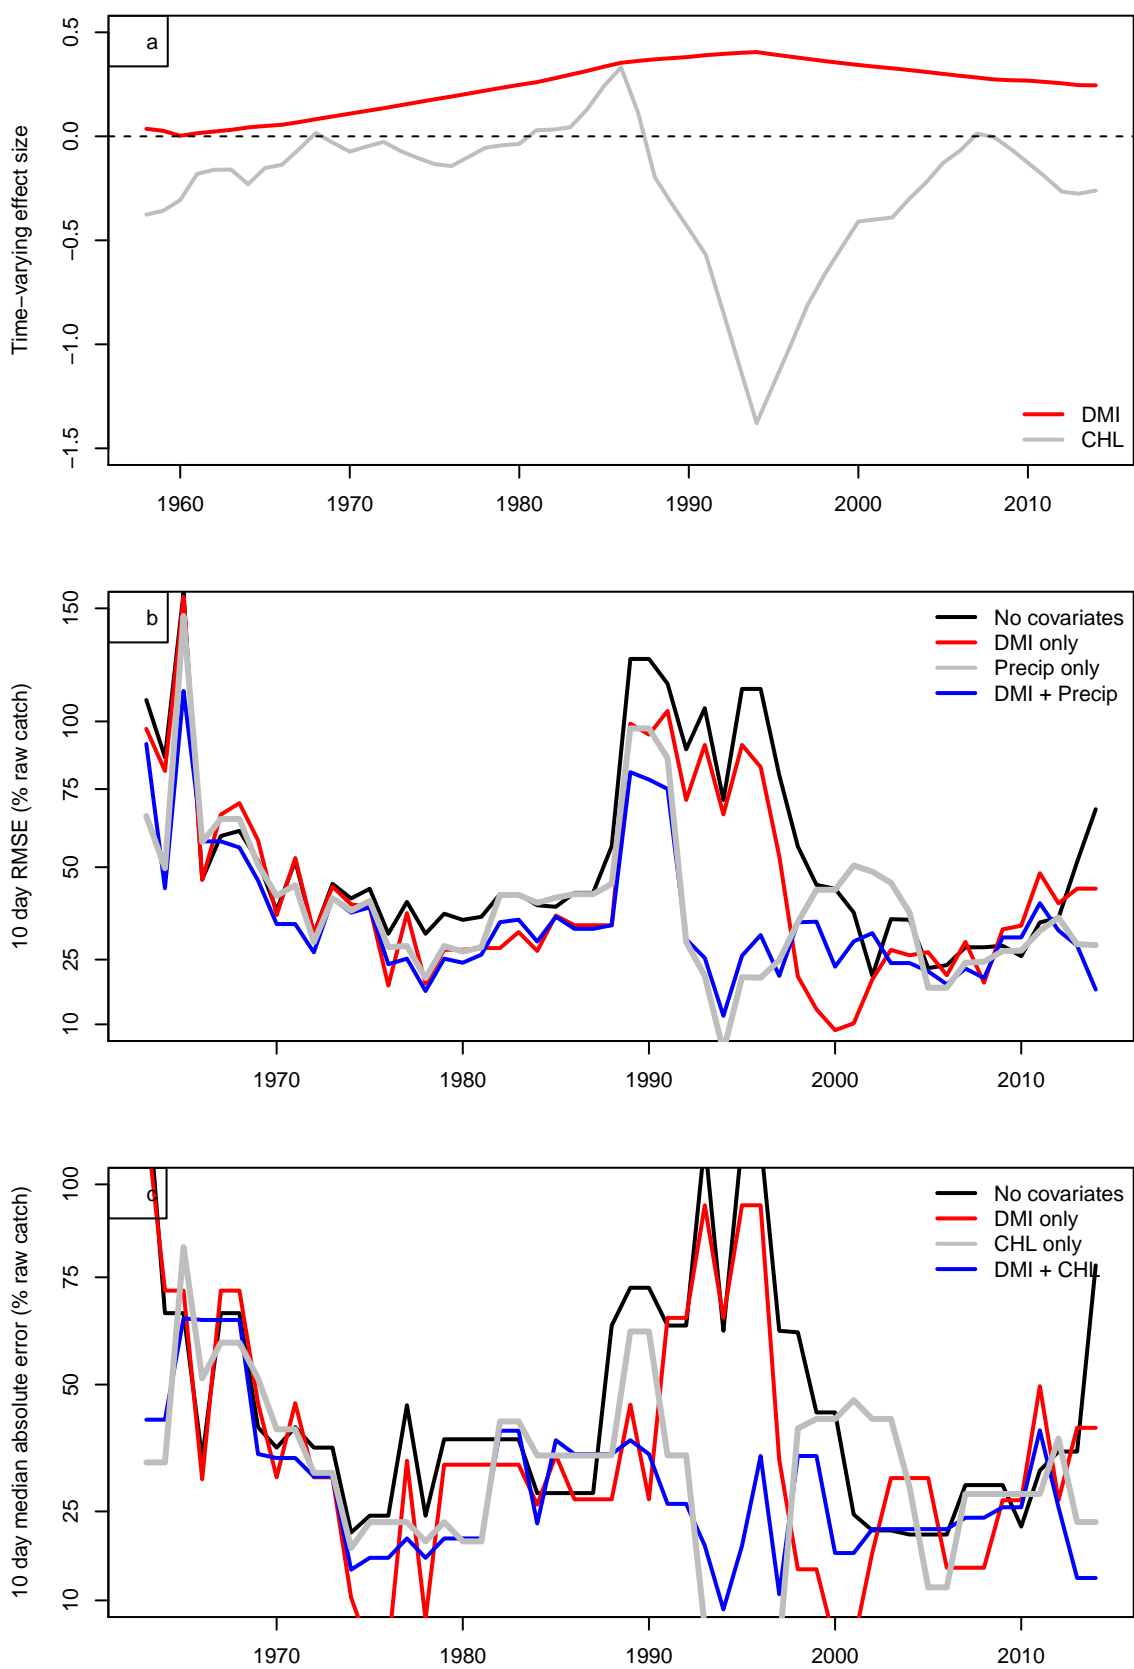 a
Time−varying effect size
0.5
0.0
−0.5
−1.0
−1.5
DMI
CHL
1960 1970 1980 1990 2000 2010
b
10 day RMSE (% raw catch)
150
100
75
50
25
10
No covariates
DMI only
Precip only
DMI + Precip
1970 1980 1990 2000 2010
c
10 day median absolute error (% raw catch)
100
75
50
25
10
No covariates
DMI only
CHL only
DMI + CHL
1970 1980 1990 2000 2010